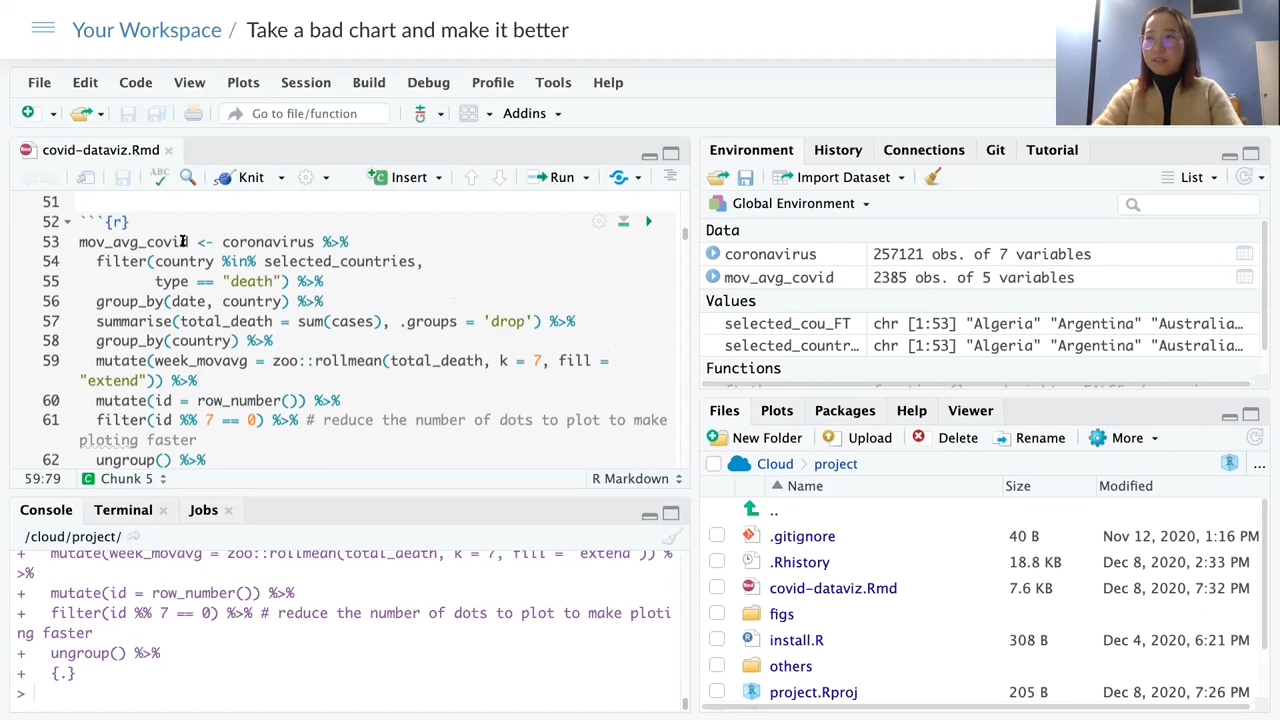 Your Workspace / Take a bad chart and make it better
File Edit Code View Plots Session Build Debug Profile Tools Help
Go to file/function Addins
covid-dataviz.Rmd
ABC Knit Insert Run
51
52 ```{r}
53 mov_avg_covid <- coronavirus %>%
54 filter(country %in% selected_countries,
55 type == "death") %>%
56 group_by(date, country) %>%
57 summarise(total_death = sum(cases), .groups = 'drop') %>%
58 group_by(country) %>%
59 mutate(week_movavg = zoo::rollmean(total_death, k = 7, fill =
"extend")) %>%
60 mutate(id = row_number()) %>%
61 filter(id %% 7 == 0) %>% # reduce the number of dots to plot to make
ploting faster
62 ungroup() %>%
59:79 Chunk 5 R Markdown
Console Terminal Jobs
/cloud/project/
+ mutate(week_movavg = zoo::rollmean(total_death, k = 7, fill = "extend")) %
>%
+ mutate(id = row_number()) %>%
+ filter(id %% 7 == 0) %>% # reduce the number of dots to plot to make ploti
ng faster
+ ungroup() %>%
+ {.}
>
Environment History Connections Git Tutorial
Import Dataset List
Global Environment
Data
coronavirus 257121 obs. of 7 variables
mov_avg_covid 2385 obs. of 5 variables
Values
selected_cou_FT chr [1:53] "Algeria" "Argentina" "Australia…
selected_countr… chr [1:53] "Algeria" "Argentina" "Australia…
Functions
Files Plots Packages Help Viewer
New Folder Upload Delete Rename More
Cloud project
Name Size Modified
..
.gitignore 40 B Nov 12, 2020, 1:16 PM
.Rhistory 18.8 KB Dec 8, 2020, 2:33 PM
covid-dataviz.Rmd 7.6 KB Dec 8, 2020, 7:32 PM
figs
install.R 308 B Dec 4, 2020, 6:21 PM
others
project.Rproj 205 B Dec 8, 2020, 7:26 PM